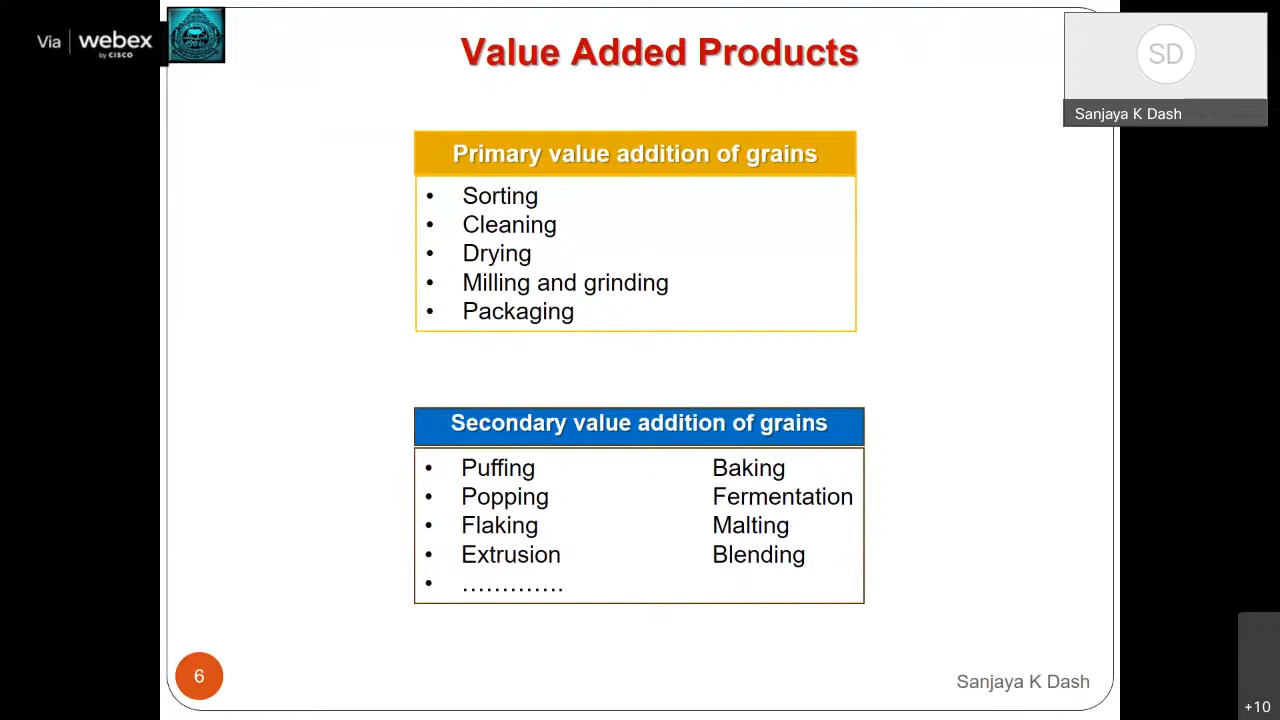 Via webex
by CISCO
Value Added Products
SD
Sanjaya K Dash
Primary value addition of grains
• Sorting
• Cleaning
• Drying
• Milling and grinding
• Packaging
Secondary value addition of grains
• Puffing Baking
• Popping Fermentation
• Flaking Malting
• Extrusion Blending
• .............
6
Sanjaya K Dash
+10